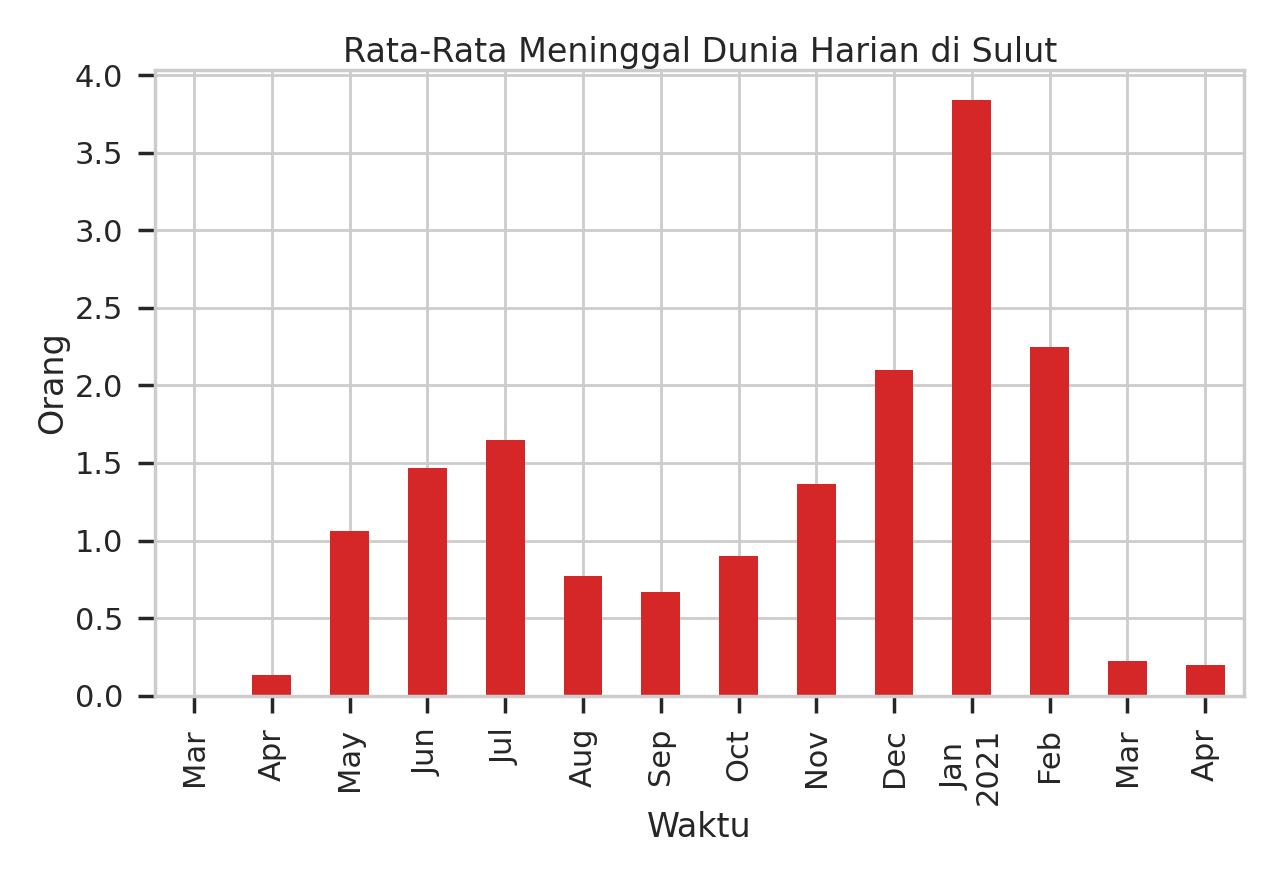 Rata-Rata Meninggal Dunia Harian di Sulut
4.0
3.5
3.0
2.5
2.0
1.5
1.0
0.5
0.0
Orang
Mar
Apr
May
Jun
Jul
Aug
Sep
Oct
Nov
Dec
Jan
2021
Feb
Mar
Apr
Waktu